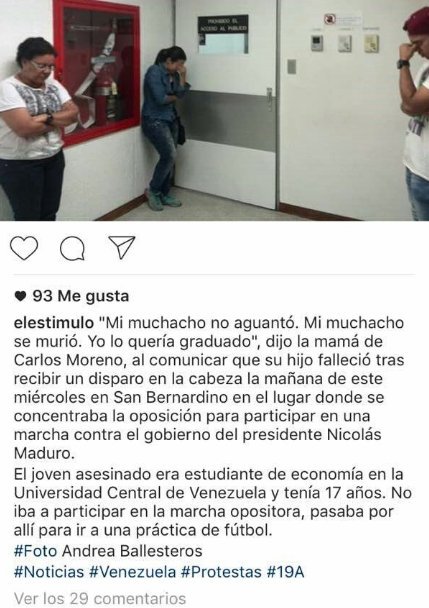 PROHIBIDO EL
ACCESO AL PUBLICO
93 Me gusta
elestimulo "Mi muchacho no aguantó. Mi muchacho
se murió. Yo lo quería graduado", dijo la mamá de
Carlos Moreno, al comunicar que su hijo falleció tras
recibir un disparo en la cabeza la mañana de este
miércoles en San Bernardino en el lugar donde se
concentraba la oposición para participar en una
marcha contra el gobierno del presidente Nicolás
Maduro.
El joven asesinado era estudiante de economía en la
Universidad Central de Venezuela y tenía 17 años. No
iba a participar en la marcha opositora, pasaba por
allí para ir a una práctica de fútbol.
#Foto Andrea Ballesteros
#Noticias #Venezuela #Protestas #19A
Ver los 29 comentarios